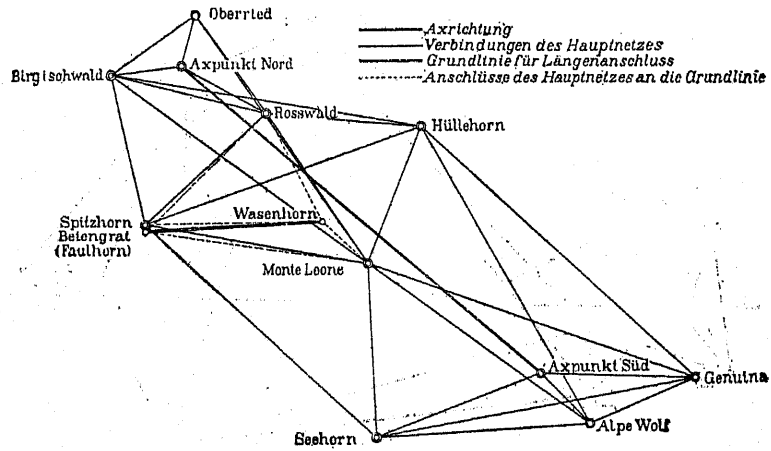 Oberried
Axrichtung
Verbindungen des Hauptnetzes
Grundlinie für Längenanschluss
Anschlüsse des Hauptnetzes an die Grundlinie
Axpunkt Nord
Birgischwald
Rosswald
Hüllehorn
Wasenhorn
Spitzhorn
Betengrat
(Faulhorn)
Monte Leone
Axpunkt Süd
Genuina
Alpe Wolf
Seehorn